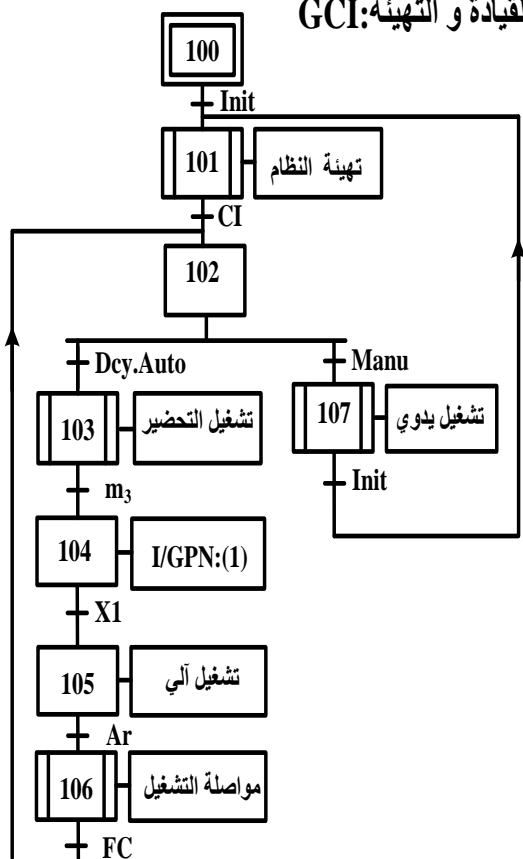 القيادة و التهيئة:GCI
100
Init
101
تهيئة النظام
CI
102
Dcy.Auto
Manu
103
تشغيل التحضير
107
تشغيل يدوي
m₃
Init
104
I/GPN:(1)
X1
105
تشغيل آلي
Ar
106
مواصلة التشغيل
FC